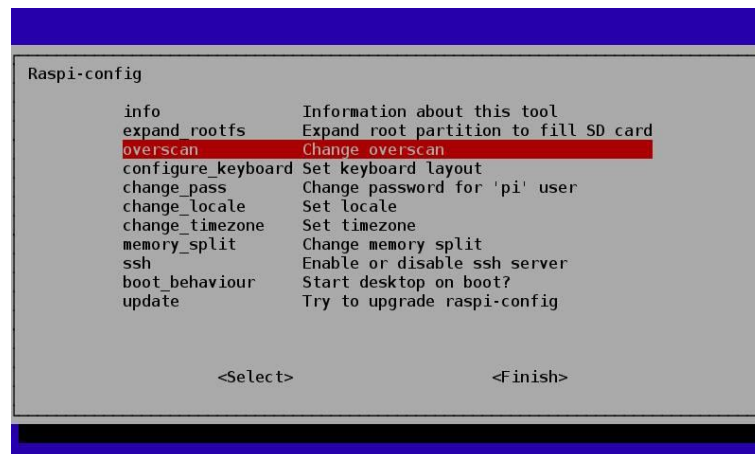 Raspi-config
info Information about this tool
expand_rootfs Expand root partition to fill SD card
overscan Change overscan
configure_keyboard Set keyboard layout
change_pass Change password for 'pi' user
change_locale Set locale
change_timezone Set timezone
memory_split Change memory split
ssh Enable or disable ssh server
boot_behaviour Start desktop on boot?
update Try to upgrade raspi-config
<Select> <Finish>